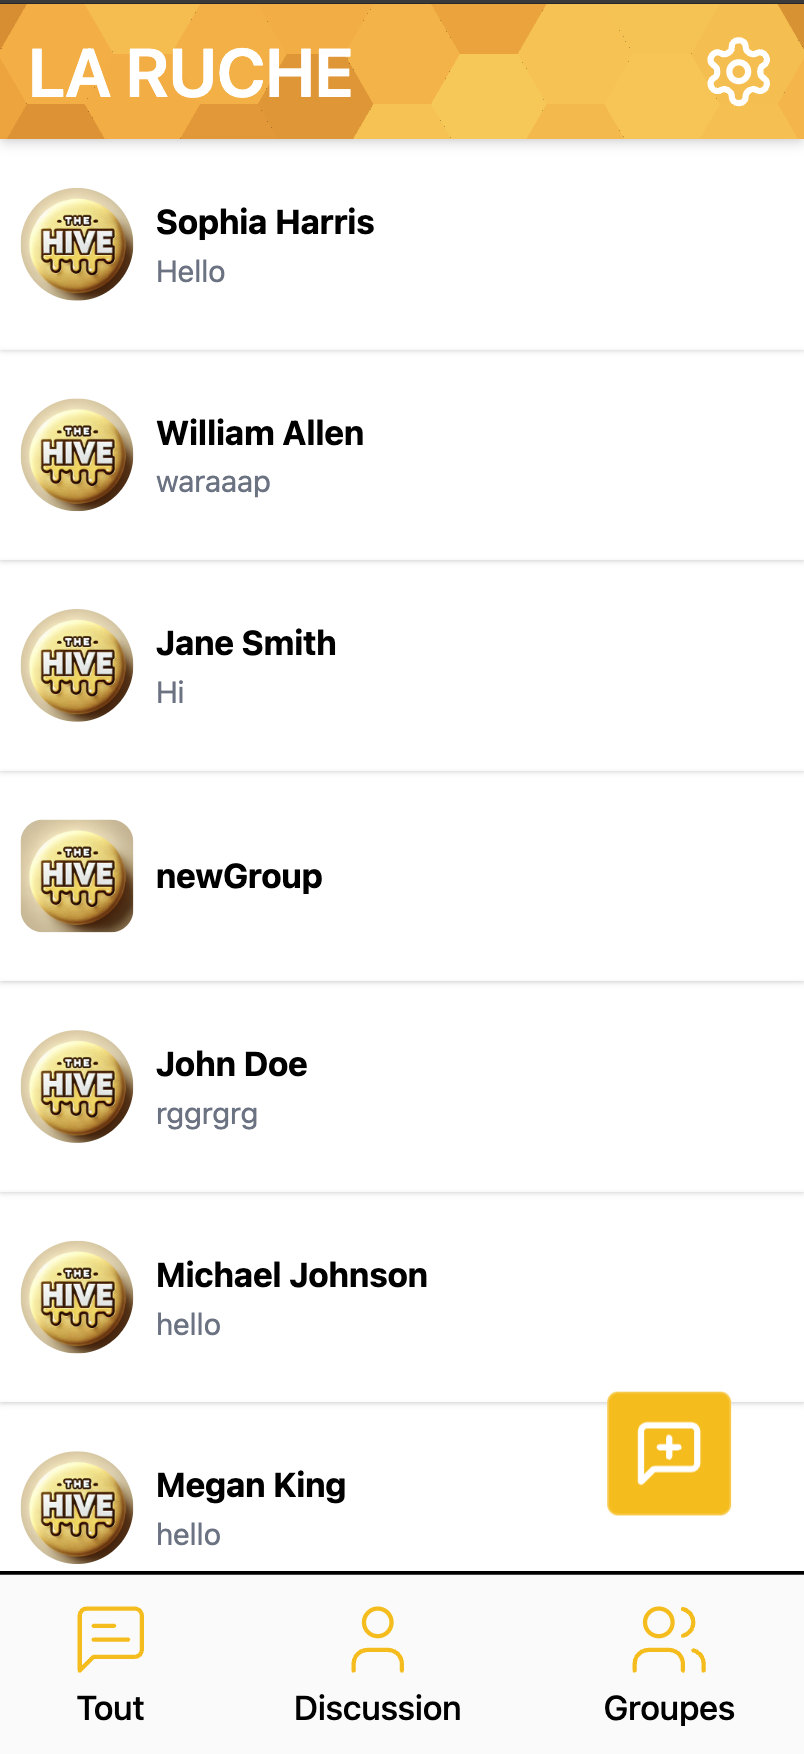 LA RUCHE
THE
HIVE
Sophia Harris
Hello
THE
HIVE
William Allen
waraaap
THE
HIVE
Jane Smith
Hi
THE
HIVE
newGroup
THE
HIVE
John Doe
rggrgrg
THE
HIVE
Michael Johnson
hello
THE
HIVE
Megan King
hello
Tout
Discussion
Groupes